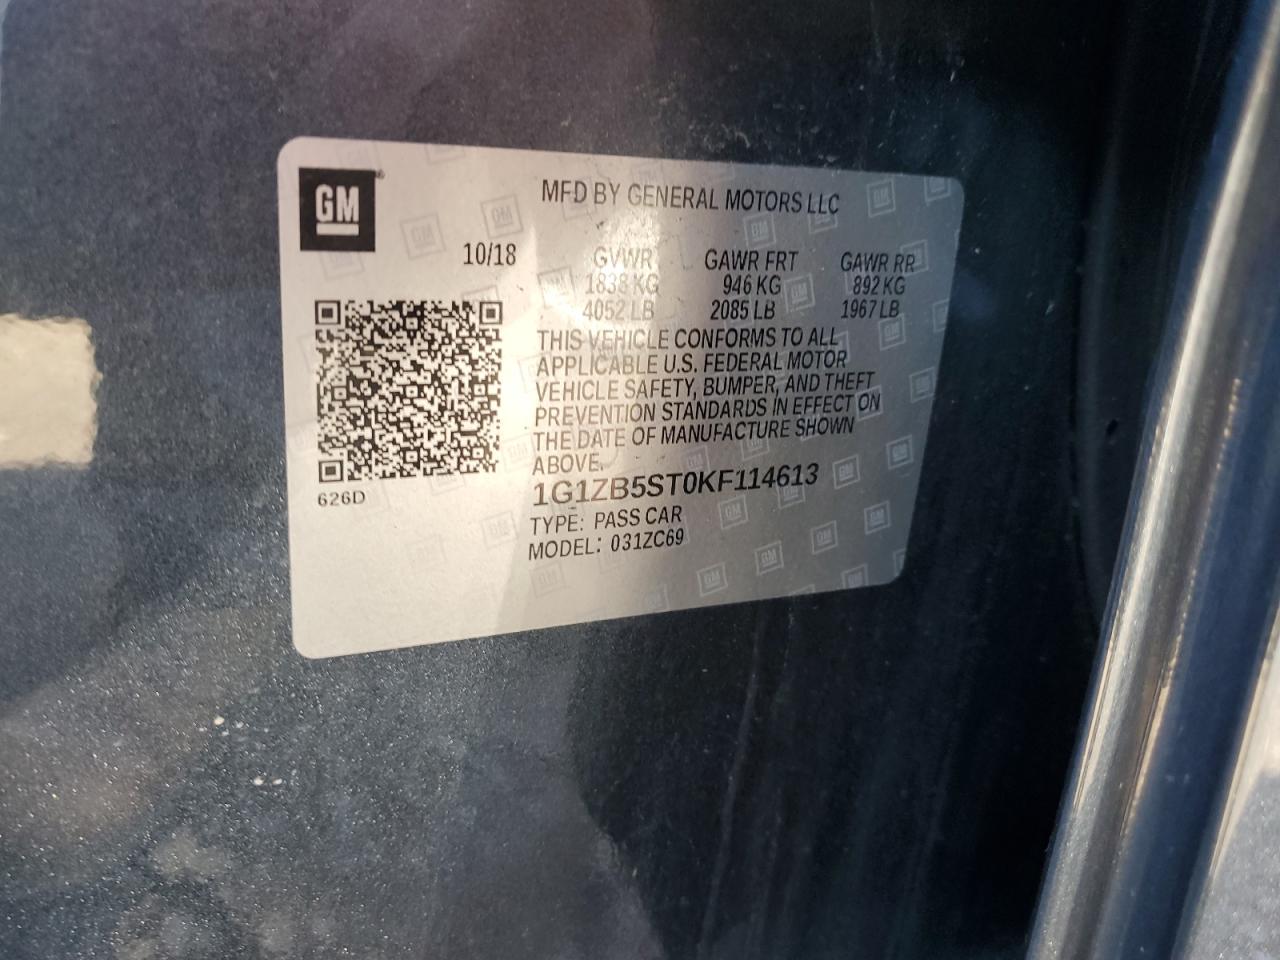 GM
MFD BY GENERAL MOTORS LLC
10/18
GVWR GAWR FRT GAWR RR
1838 KG 946 KG 892 KG
4052 LB 2085 LB 1967 LB
THIS VEHICLE CONFORMS TO ALL
APPLICABLE U.S. FEDERAL MOTOR
VEHICLE SAFETY, BUMPER, AND THEFT
PREVENTION STANDARDS IN EFFECT ON
THE DATE OF MANUFACTURE SHOWN
ABOVE.
626D
1G1ZB5ST0KF114613
TYPE: PASS CAR
MODEL: 031ZC69